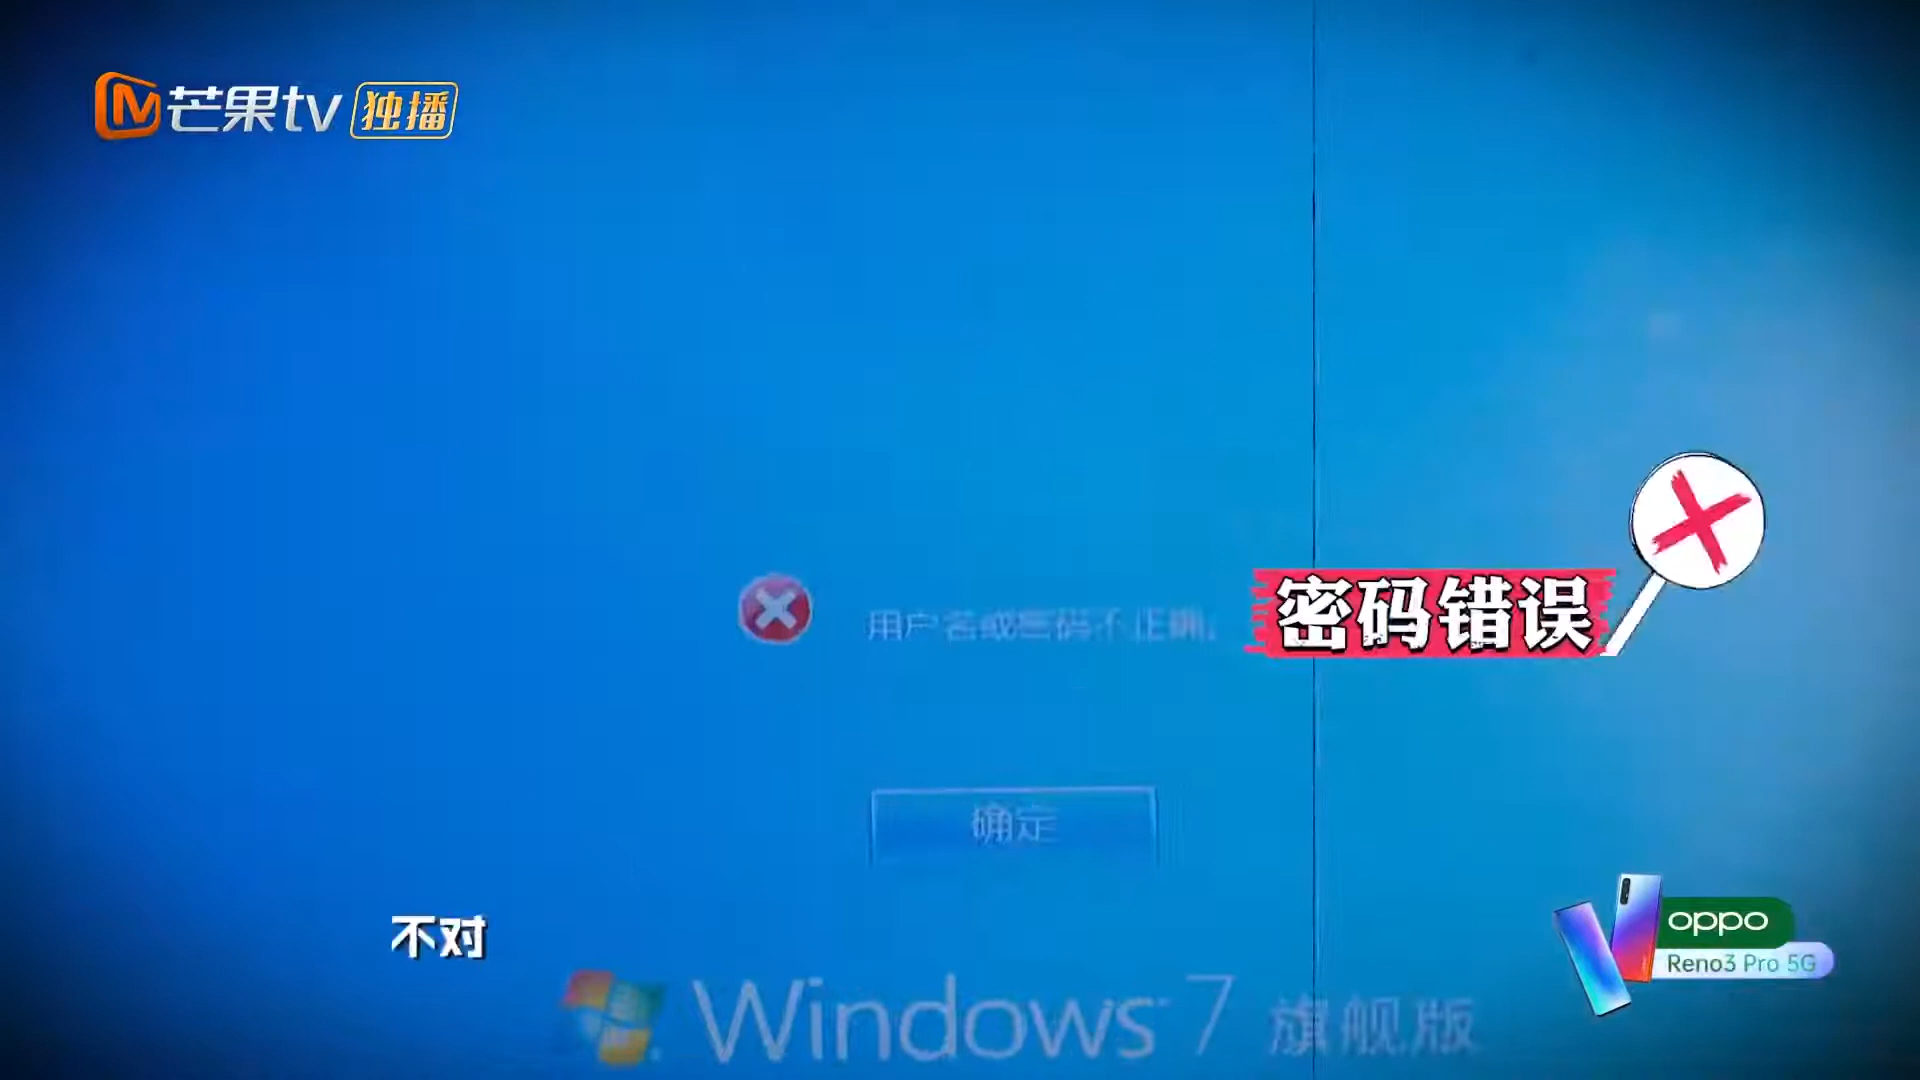 芒果tv 独播
用户名或密码不正确。
密码错误
确定
不对
oppo
Reno3 Pro 5G
Windows 7 旗舰版